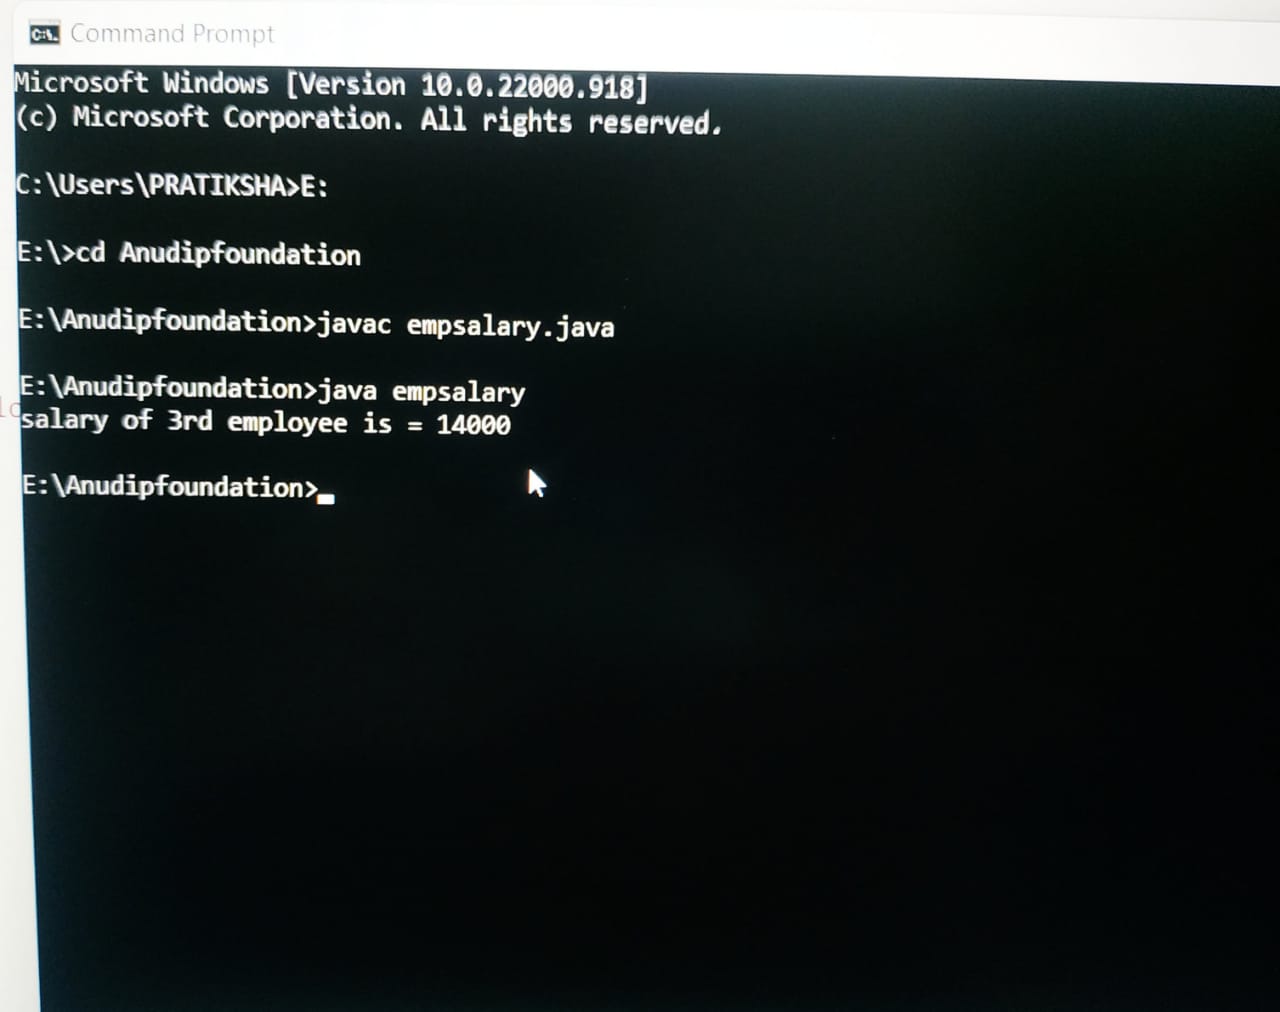 Command Prompt
Microsoft Windows [Version 10.0.22000.918]
(c) Microsoft Corporation. All rights reserved.
C:\Users\PRATIKSHA>E:
E:\>cd Anudipfoundation
E:\Anudipfoundation>javac empsalary.java
E:\Anudipfoundation>java empsalary
salary of 3rd employee is = 14000
E:\Anudipfoundation>